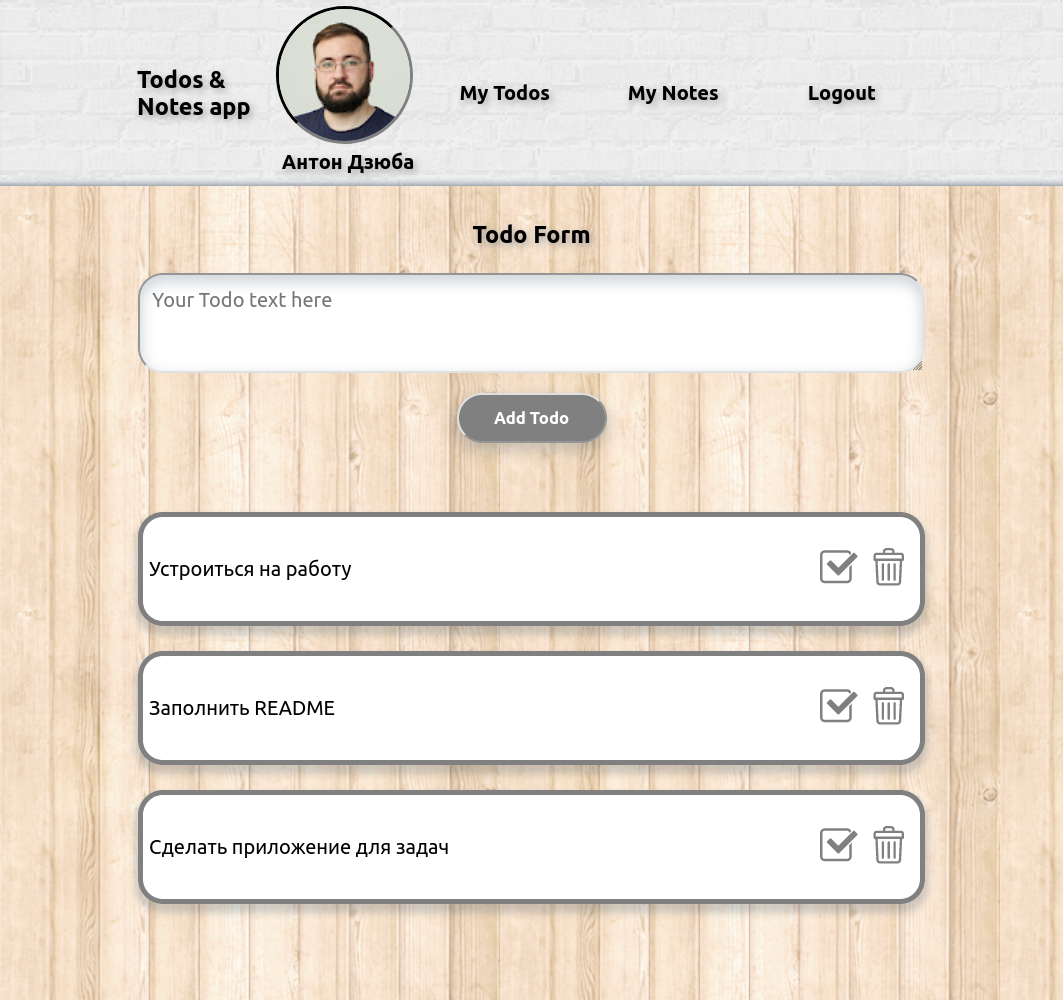 Todos &
Notes app
Антон Дзюба
My Todos
My Notes
Logout
Todo Form
Your Todo text here
Add Todo
Устроиться на работу
Заполнить README
Сделать приложение для задач